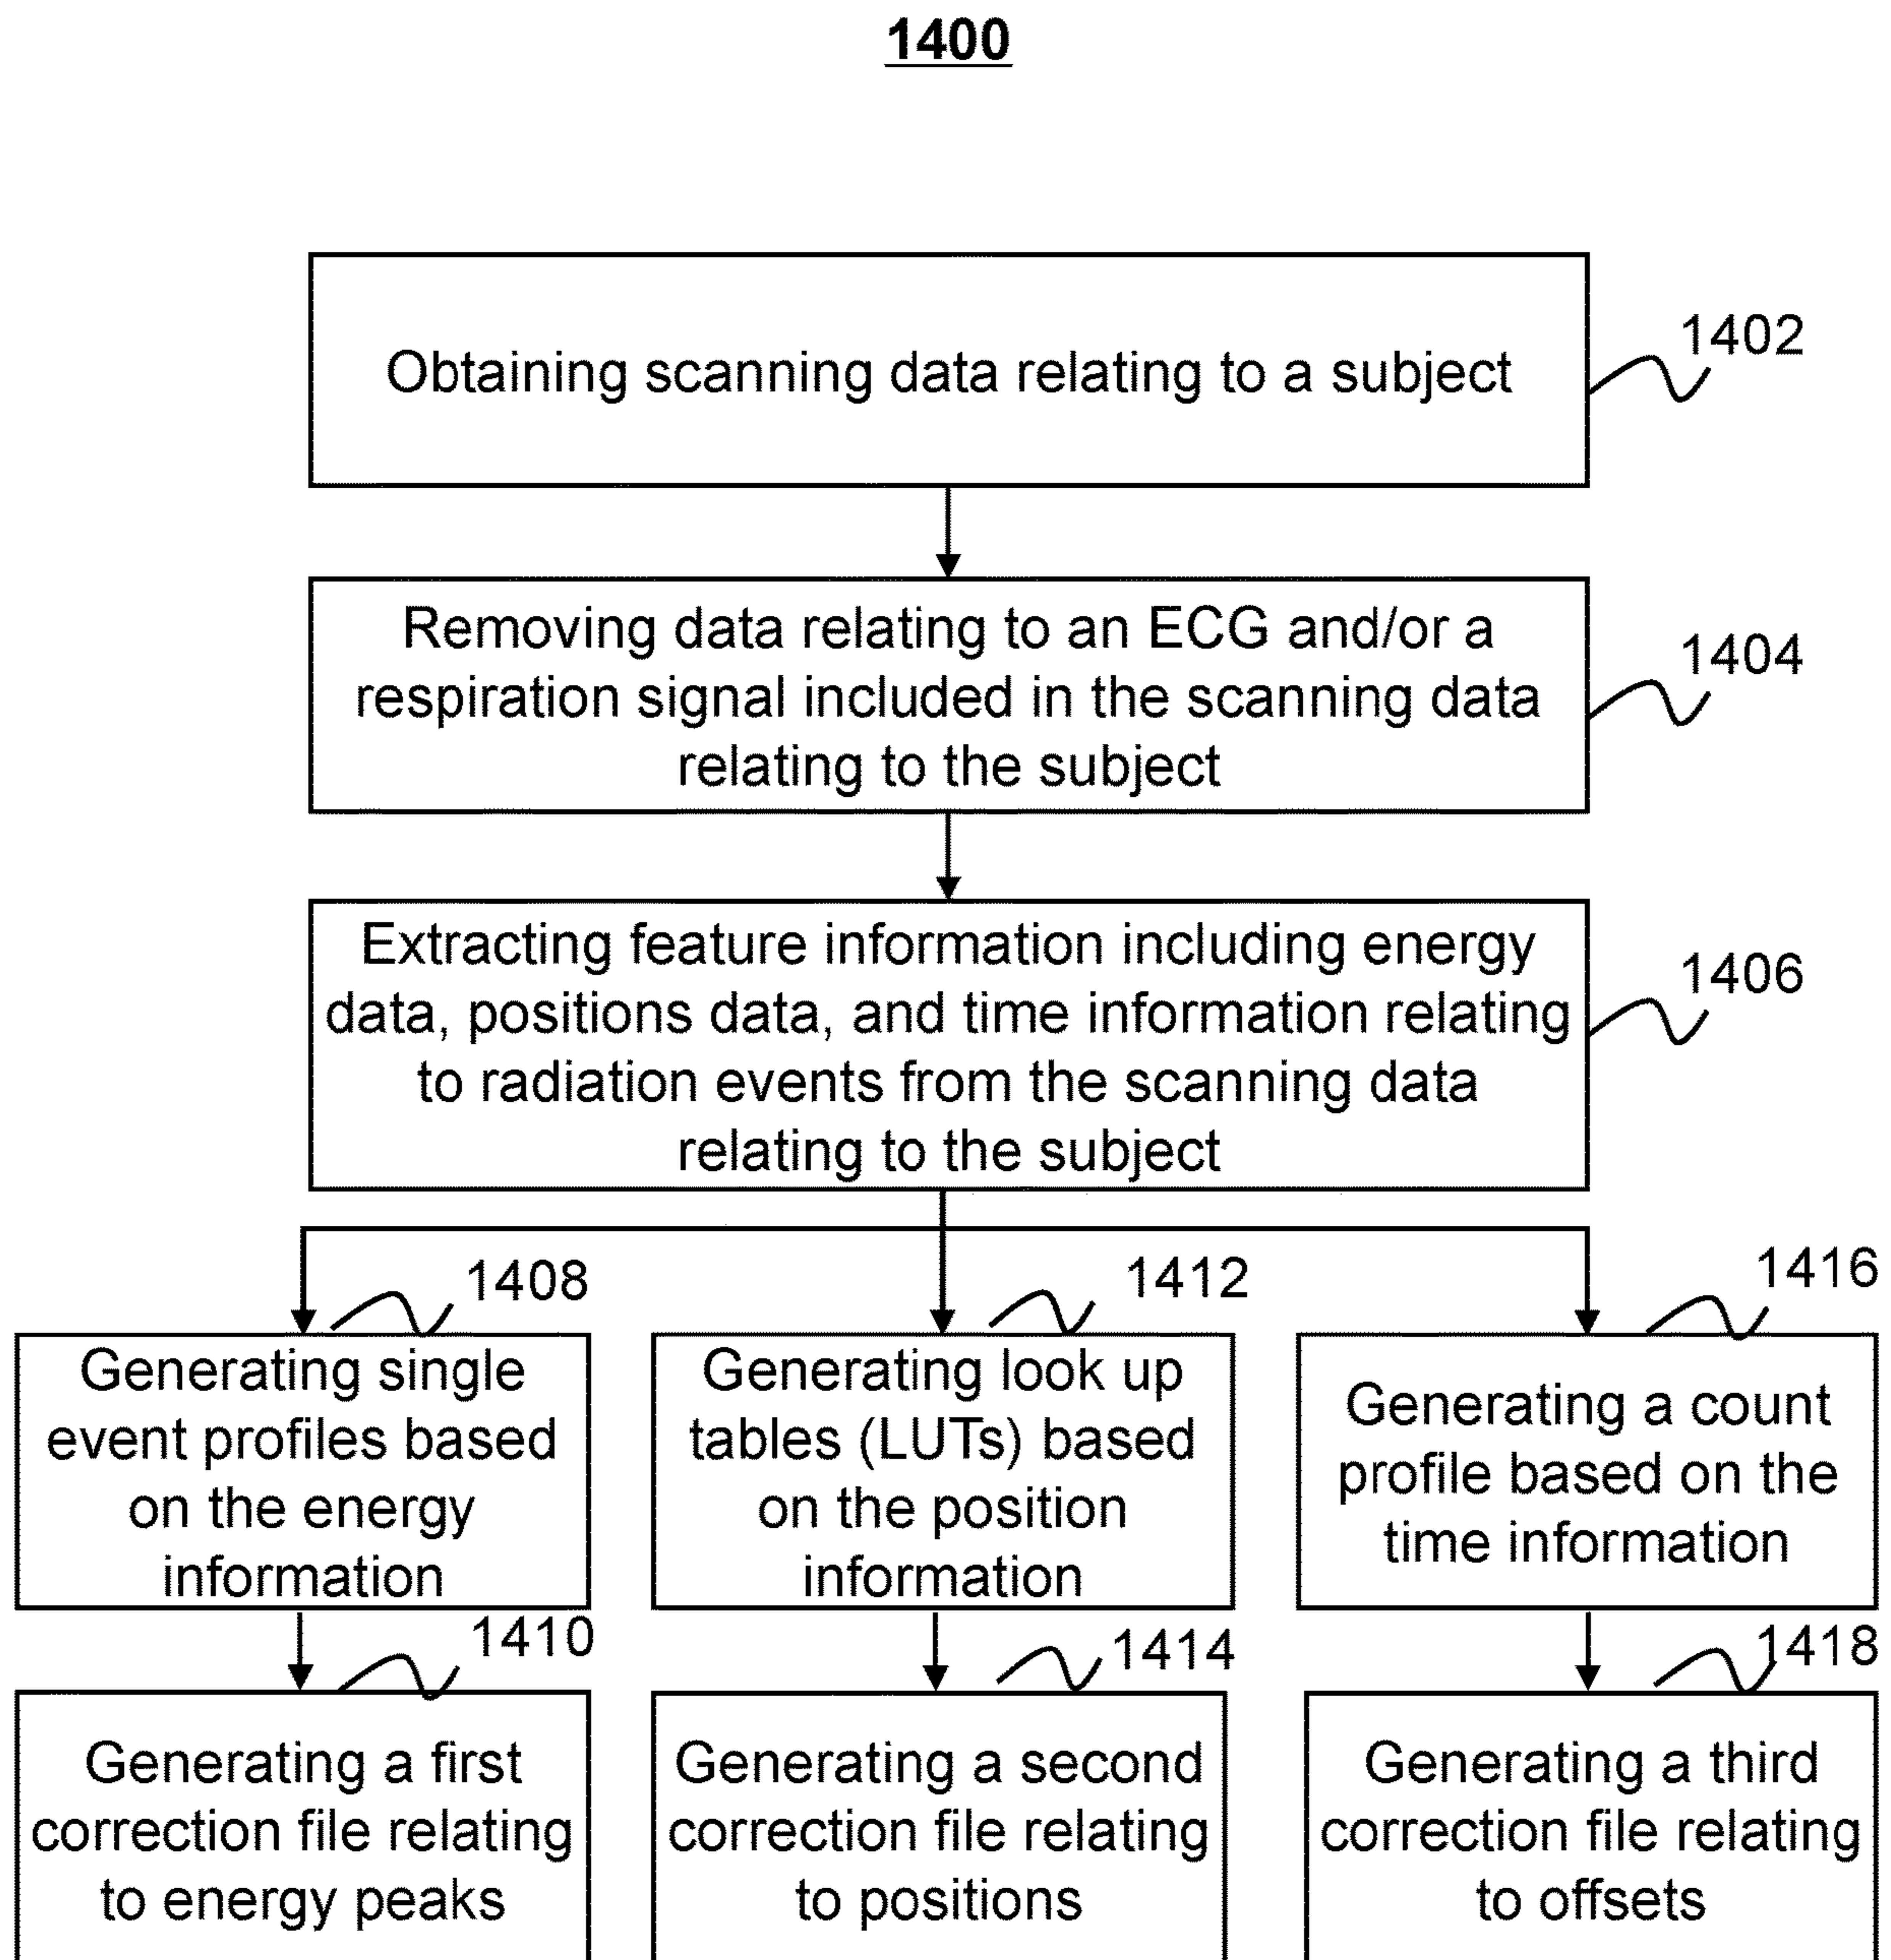 1400
Obtaining scanning data relating to a subject
1402
Removing data relating to an ECG and/or a
respiration signal included in the scanning data
relating to the subject
1404
Extracting feature information including energy
data, positions data, and time information relating
to radiation events from the scanning data
relating to the subject
1406
1408
Generating single
event profiles based
on the energy
information
1412
Generating look up
tables (LUTs) based
on the position
information
1416
Generating a count
profile based on the
time information
1410
Generating a first
correction file relating
to energy peaks
1414
Generating a second
correction file relating
to positions
1418
Generating a third
correction file relating
to offsets